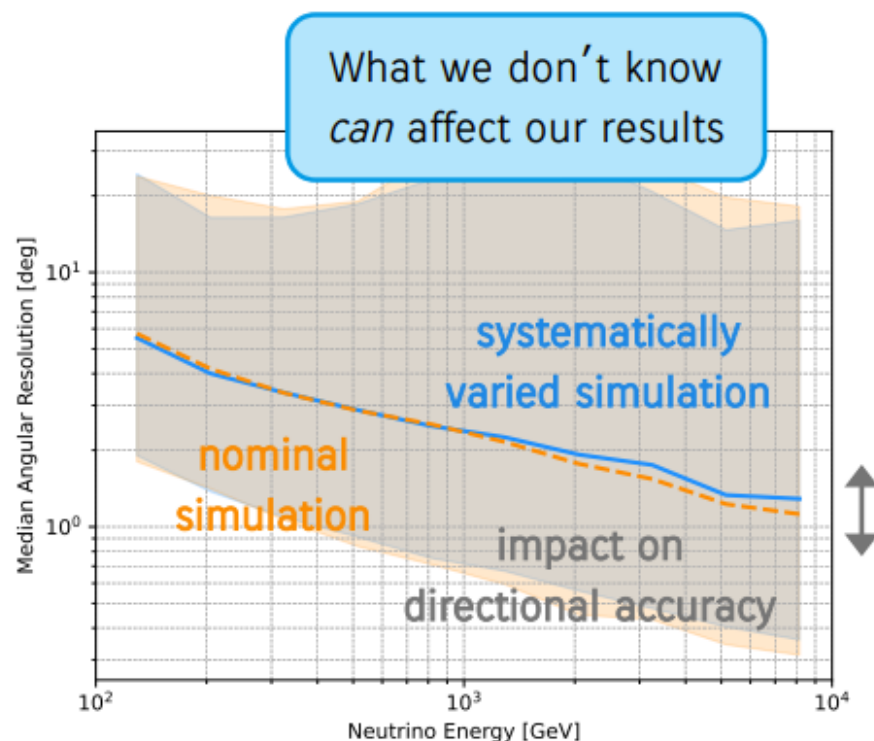 What we don't know
can affect our results
Median Angular Resolution [deg]
10¹
10⁰
systematically
varied simulation
nominal
simulation
impact on
directional accuracy
10²
10³
10⁴
Neutrino Energy [GeV]